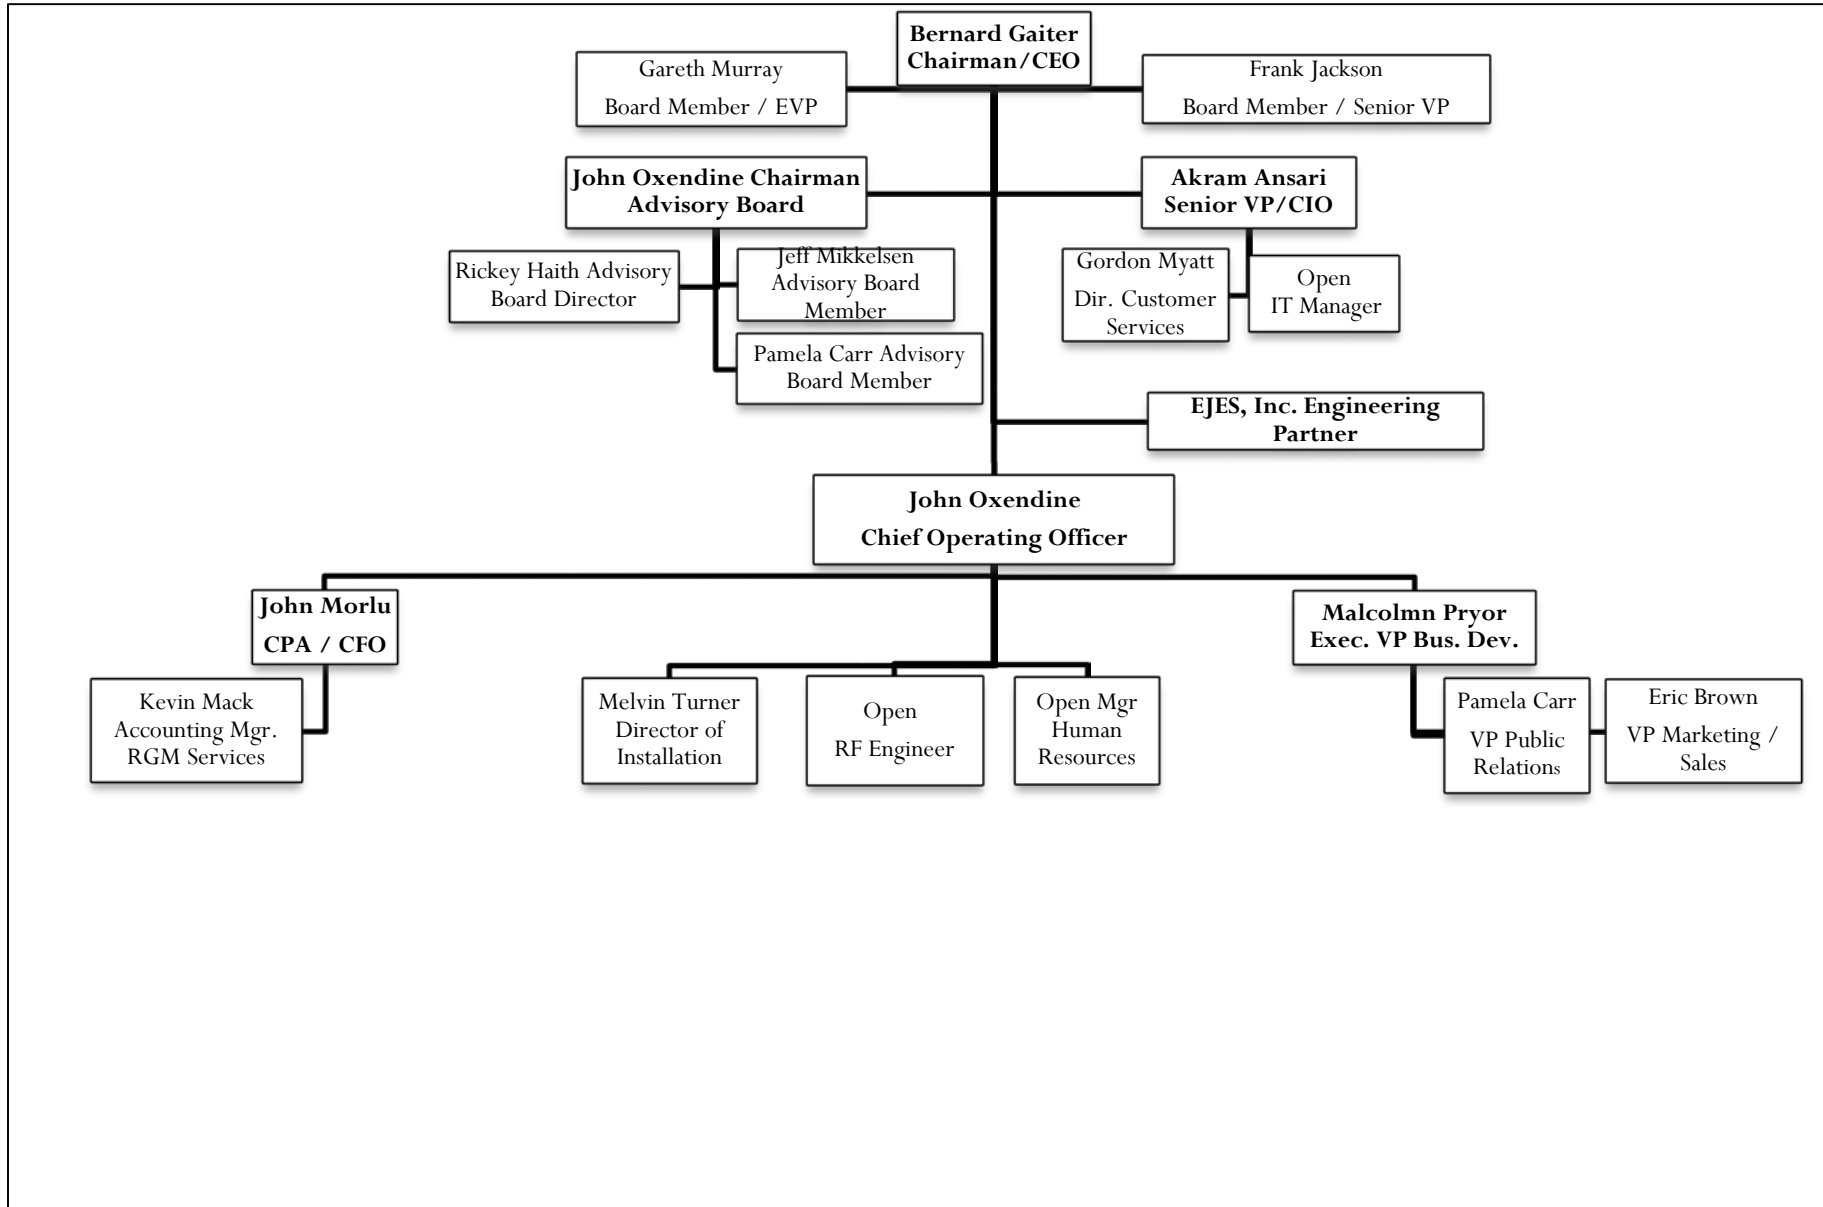 Bernard Gaiter
Chairman/CEO
Gareth Murray
Board Member / EVP
Frank Jackson
Board Member / Senior VP
John Oxendine Chairman
Advisory Board
Akram Ansari
Senior VP/CIO
Rickey Haith Advisory
Board Director
Jeff Mikkelsen
Advisory Board
Member
Gordon Myatt
Dir. Customer
Services
Open
IT Manager
Pamela Carr Advisory
Board Member
EJES, Inc. Engineering
Partner
John Oxendine
Chief Operating Officer
John Morlu
CPA / CFO
Malcolmn Pryor
Exec. VP Bus. Dev.
Kevin Mack
Accounting Mgr.
RGM Services
Melvin Turner
Director of
Installation
Open
RF Engineer
Open Mgr
Human
Resources
Pamela Carr
VP Public
Relations
Eric Brown
VP Marketing /
Sales